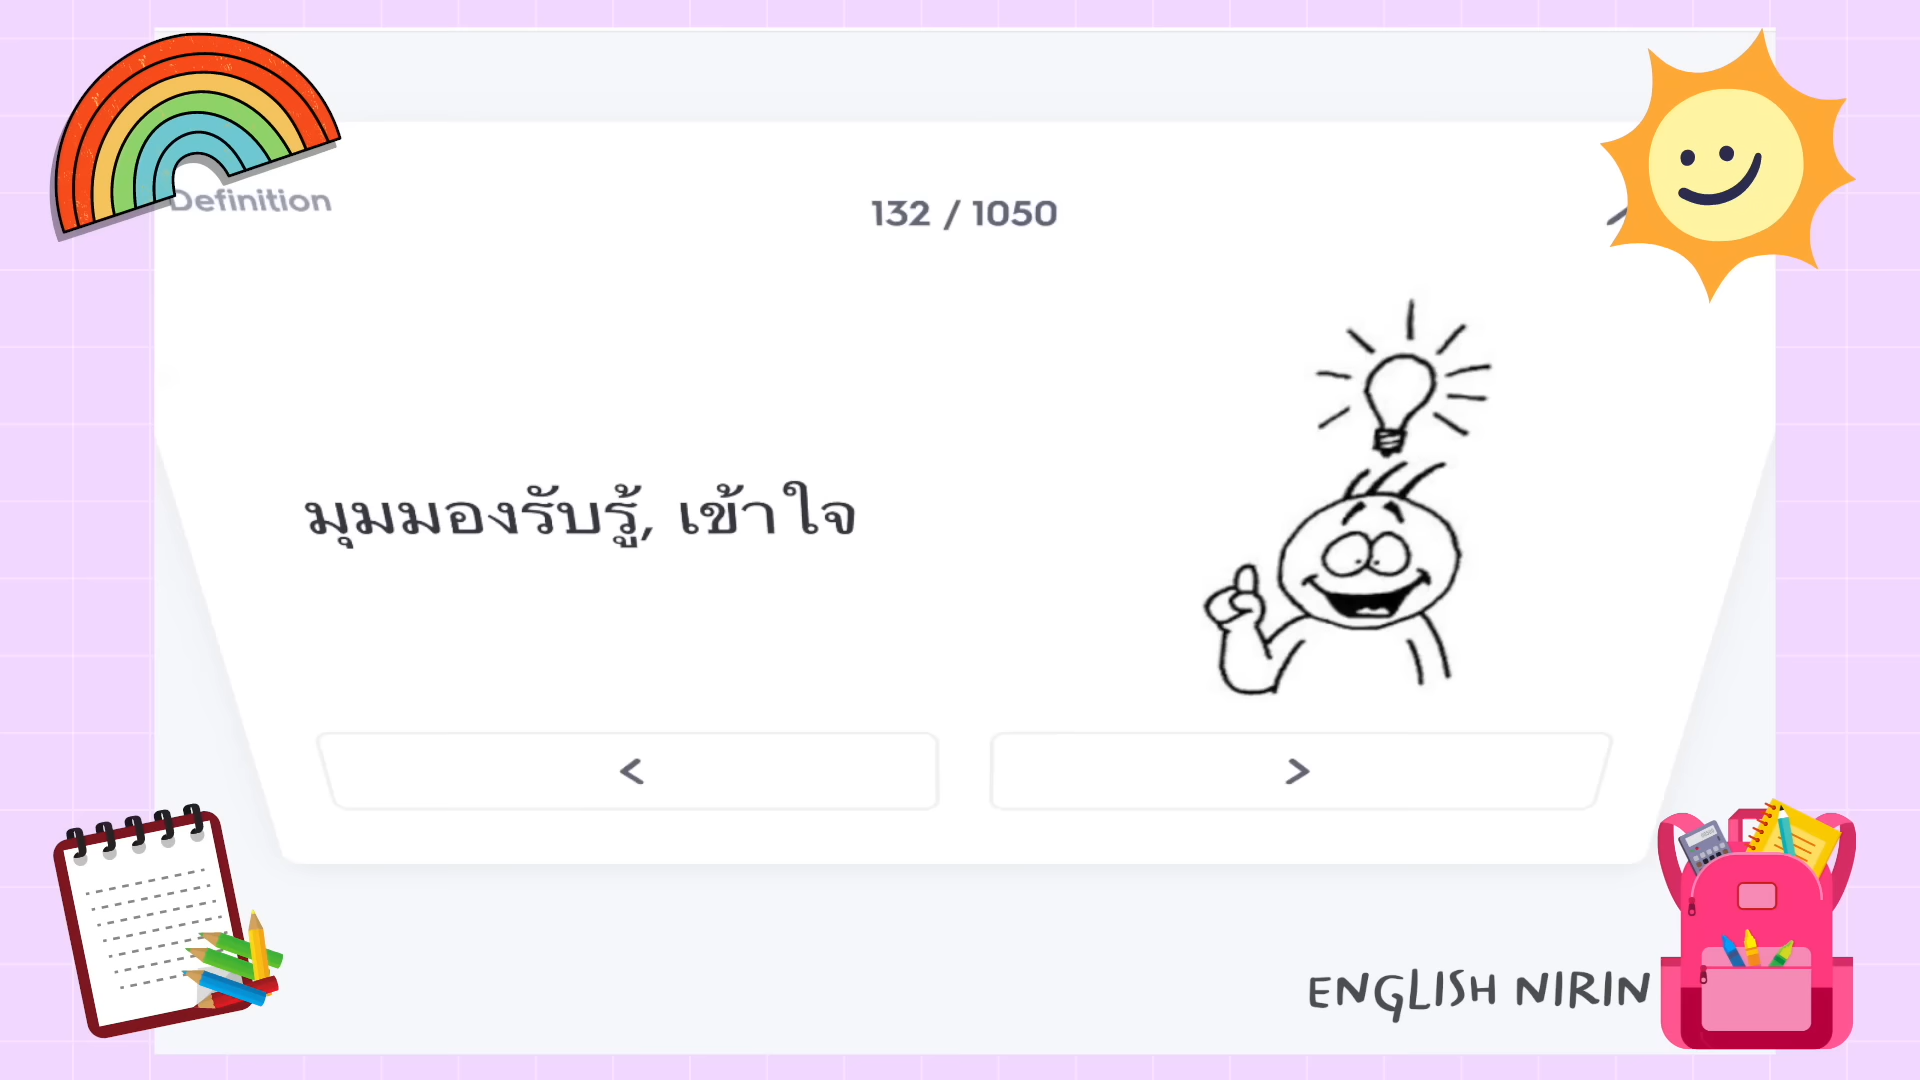 Definition
132 / 1050
มุมมองรับรู้, เข้าใจ
<
>
ENGLISH NIRIN